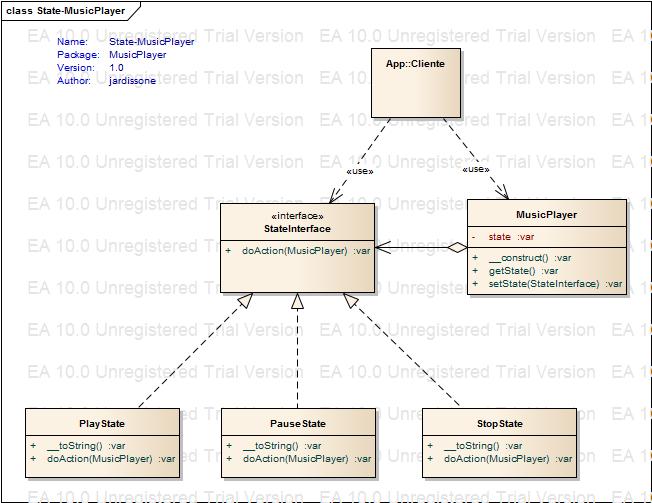 class State-MusicPlayer
Name: State-MusicPlayer
Package: MusicPlayer
Version: 1.0
Author: jardissone
EA 10.0 Unregistered Trial Version
App::Cliente
«use»
«use»
«interface»
StateInterface
+ doAction(MusicPlayer) :var
MusicPlayer
- state :var
+ __construct() :var
+ getState() :var
+ setState(StateInterface) :var
PlayState
+ __toString() :var
+ doAction(MusicPlayer) :var
PauseState
+ __toString() :var
+ doAction(MusicPlayer) :var
StopState
+ __toString() :var
+ doAction(MusicPlayer) :var